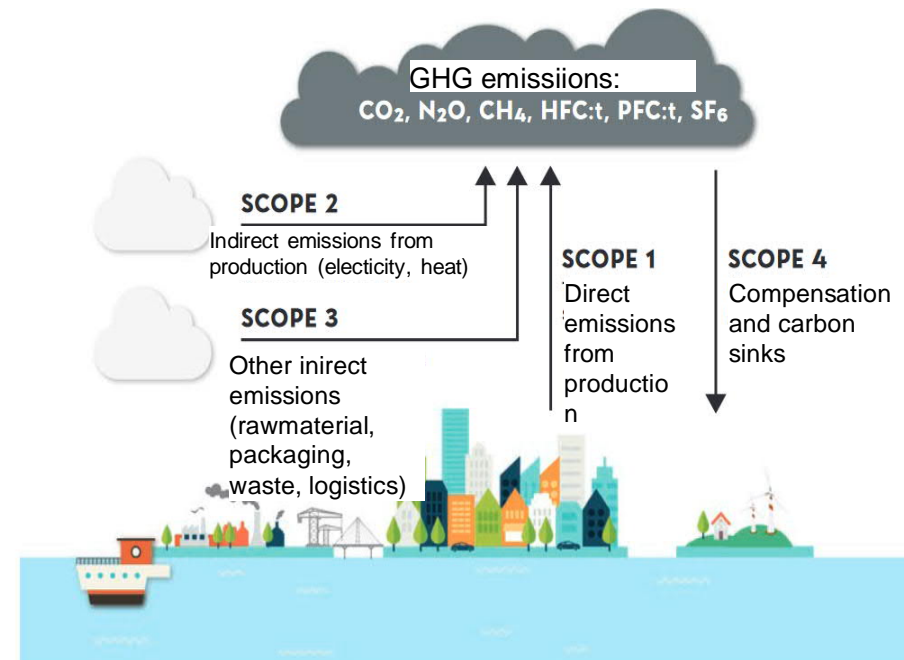 GHG emissiions:
CO₂, N₂O, CH₄, HFC:t, PFC:t, SF₆
SCOPE 2
Indirect emissions from
production (electicity, heat)
SCOPE 3
Other inirect
emissions
(rawmaterial,
packaging,
waste, logistics)
SCOPE 1
Direct
emissions
from
productio
n
SCOPE 4
Compensation
and carbon
sinks